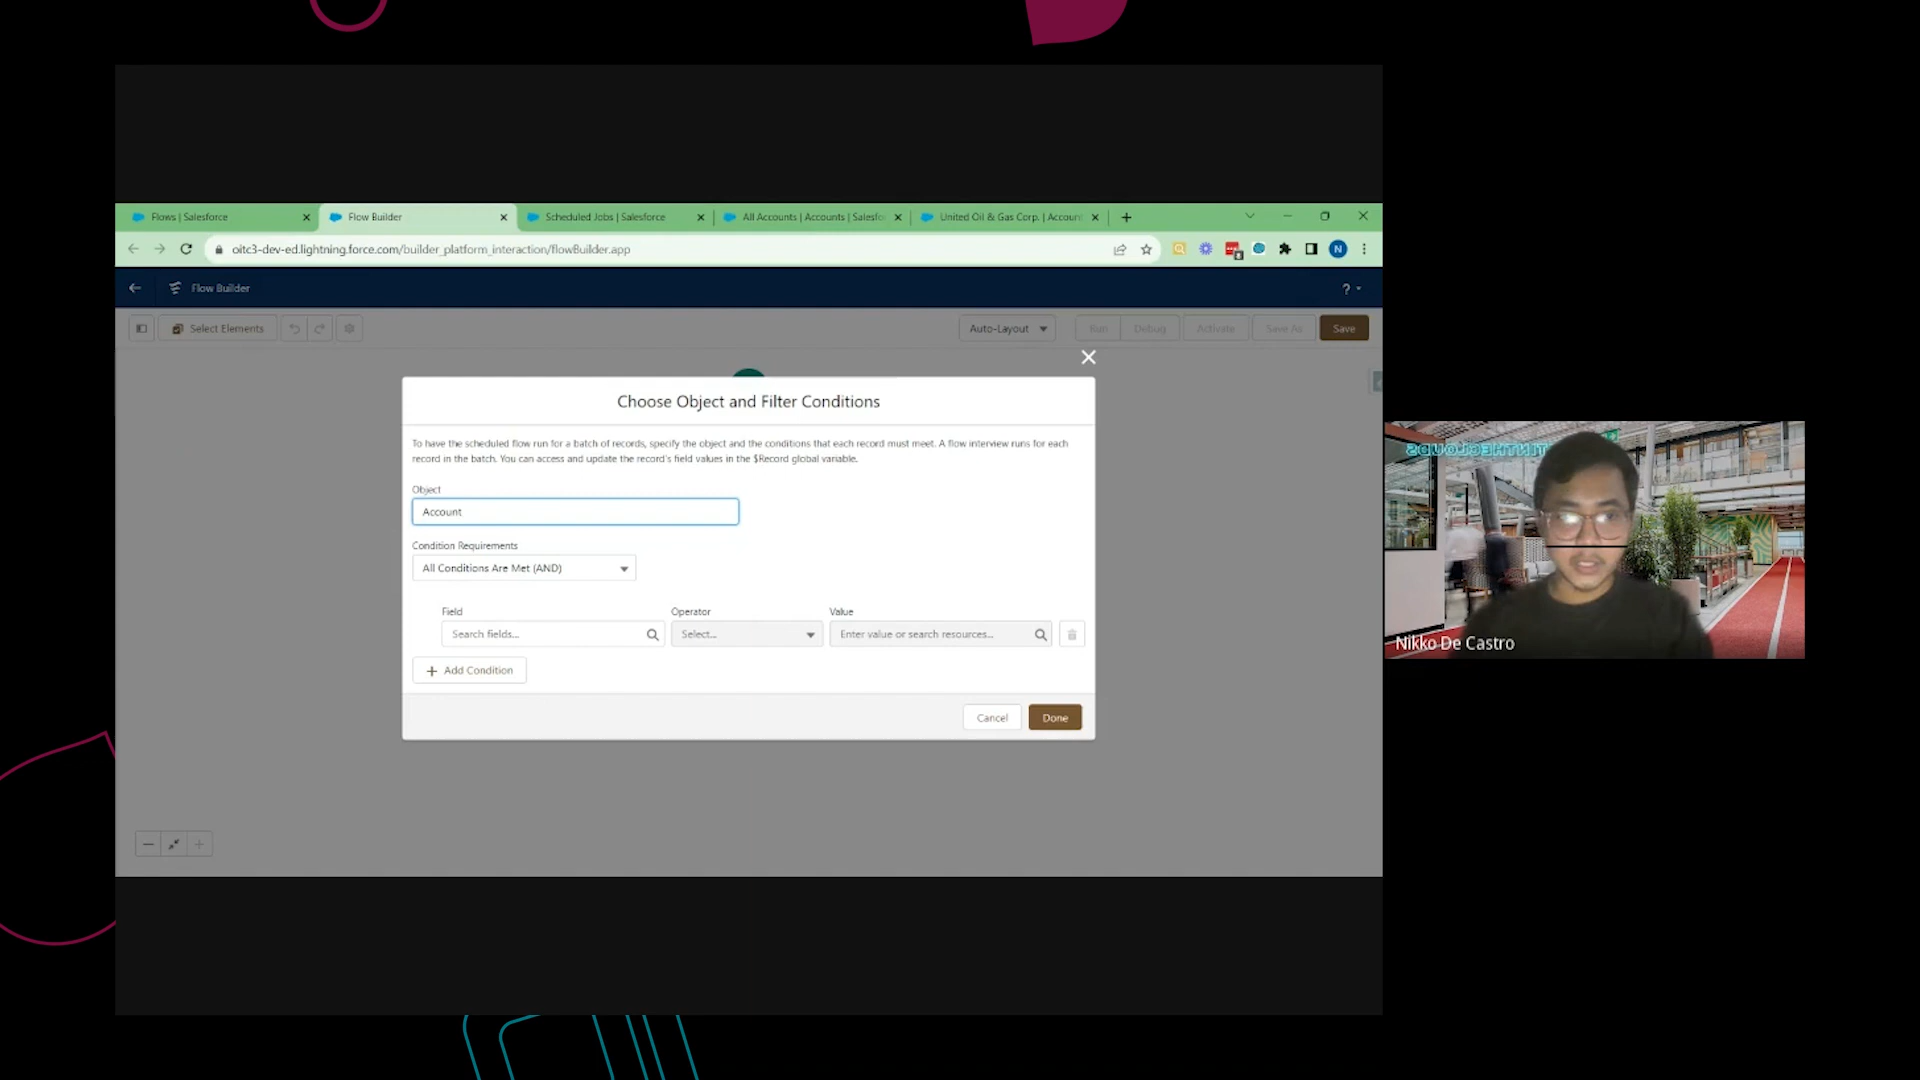 Flows | Salesforce
Flow Builder
Scheduled Jobs | Salesforce
All Accounts | Accounts | Salesfo
United Oil & Gas Corp. | Account
oitc3-dev-ed.lightning.force.com/builder_platform_interaction/flowBuilder.app
N
Flow Builder
?
Select Elements
Auto-Layout
Run
Debug
Activate
Save As
Save
Choose Object and Filter Conditions
To have the scheduled flow run for a batch of records, specify the object and the conditions that each record must meet. A flow interview runs for each
record in the batch. You can access and update the record's field values in the $Record global variable.
Object
Account
Condition Requirements
All Conditions Are Met (AND)
Field
Operator
Value
Search fields...
Select...
Enter value or search resources...
+ Add Condition
Cancel
Done
Nikko De Castro